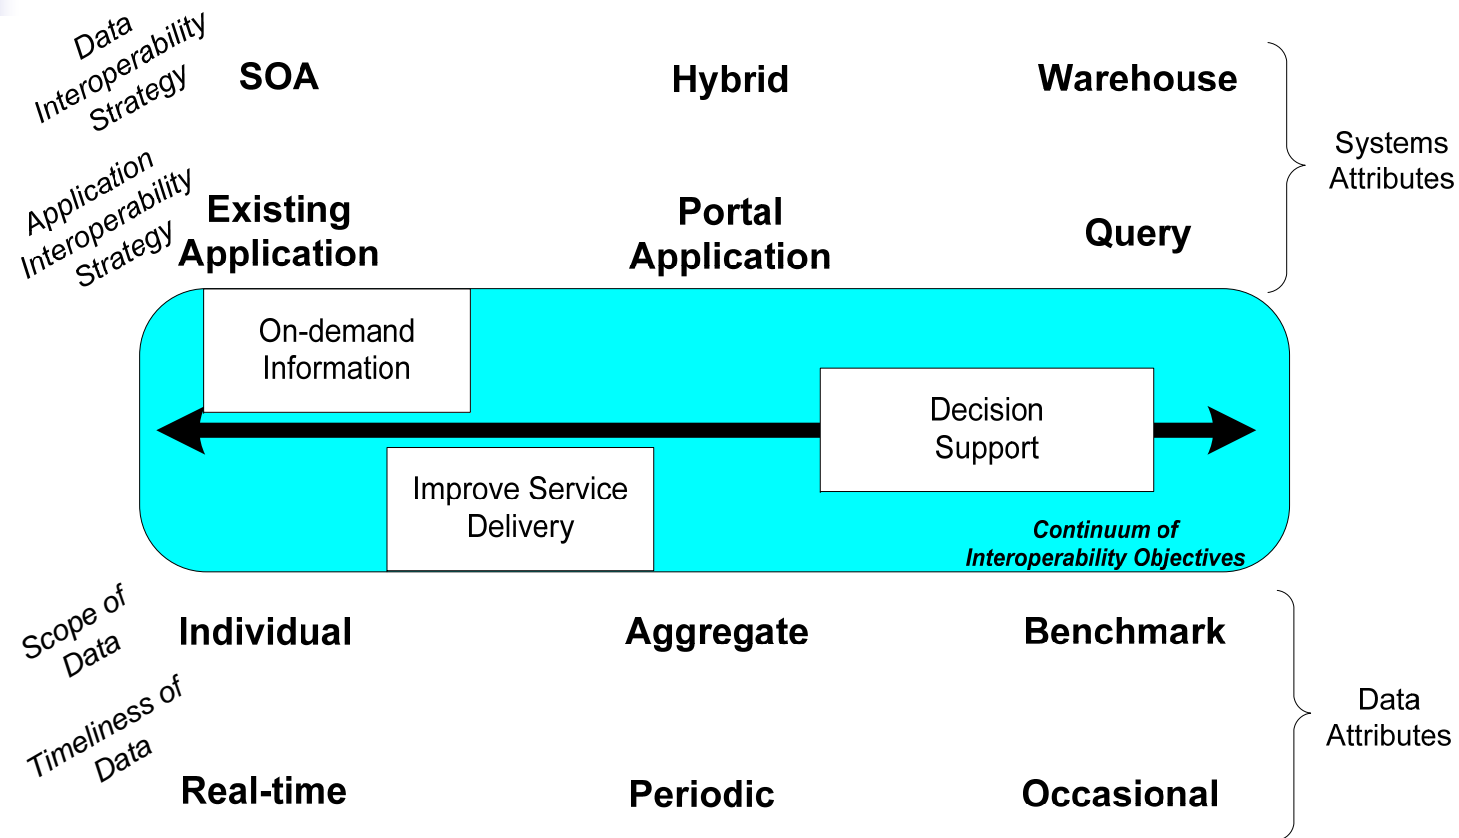 Data
Interoperability
Strategy
SOA
Hybrid
Warehouse
Systems
Attributes
Application
Interoperability
Strategy
Existing
Application
Portal
Application
Query
On-demand
Information
Decision
Support
Improve Service
Delivery
Continuum of
Interoperability Objectives
Scope of
Data
Individual
Aggregate
Benchmark
Data
Attributes
Timeliness of
Data
Real-time
Periodic
Occasional